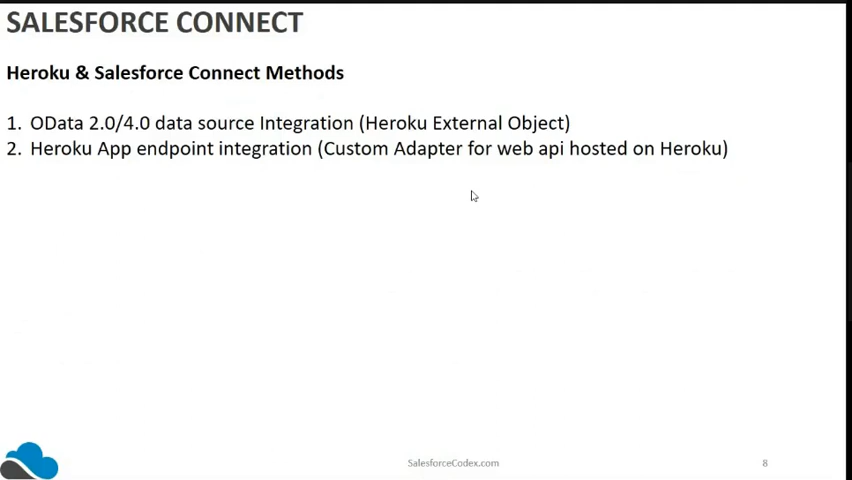 SALESFORCE CONNECT
Heroku & Salesforce Connect Methods
1. OData 2.0/4.0 data source Integration (Heroku External Object)
2. Heroku App endpoint integration (Custom Adapter for web api hosted on Heroku)
SalesforceCodex.com
8